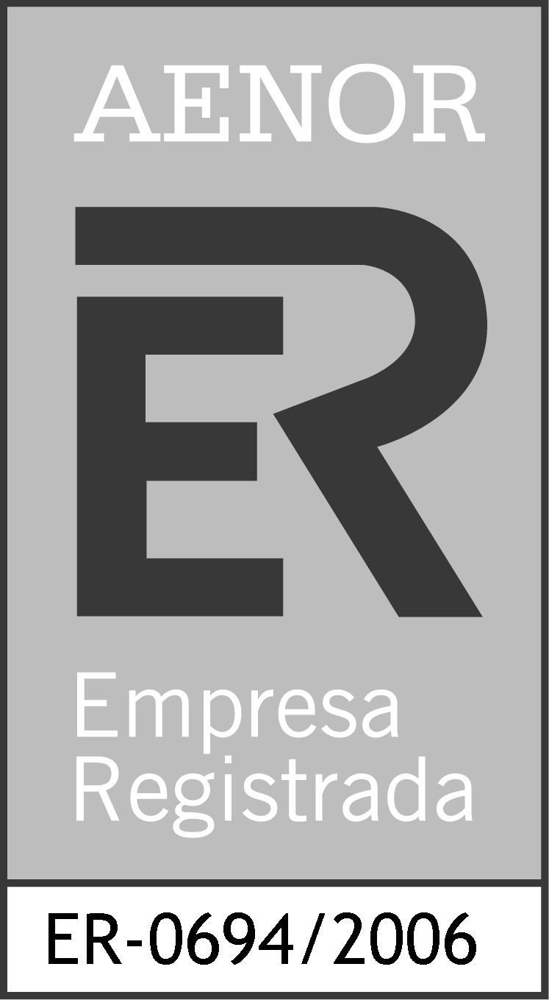 AENOR
ER
Empresa
Registrada
ER-0694/2006